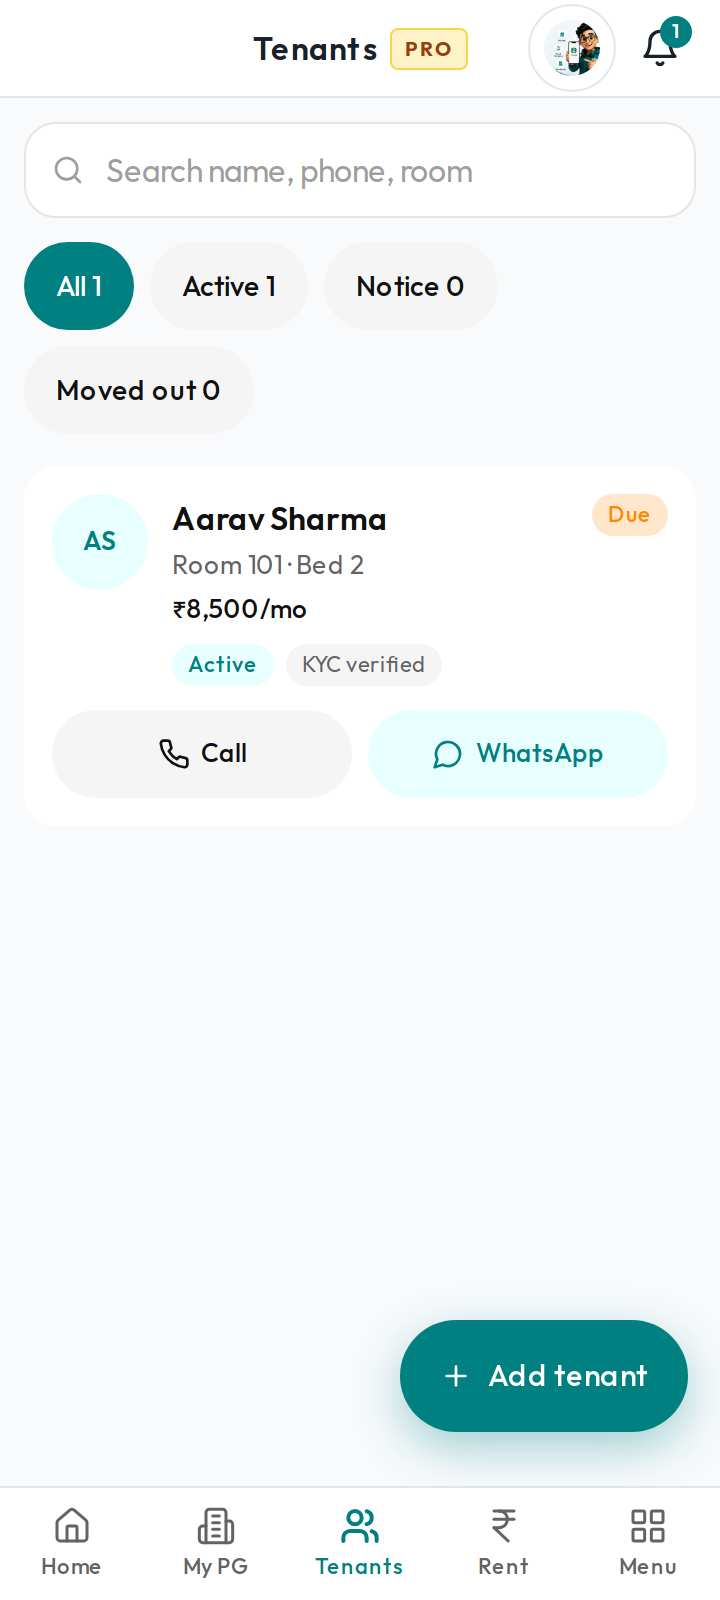 Tenants PRO
1
Search name, phone, room
All 1 Active 1 Notice 0
Moved out 0
AS
Aarav Sharma
Due
Room 101 · Bed 2
₹8,500/mo
Active KYC verified
Call WhatsApp
+ Add tenant
Home My PG Tenants Rent Menu